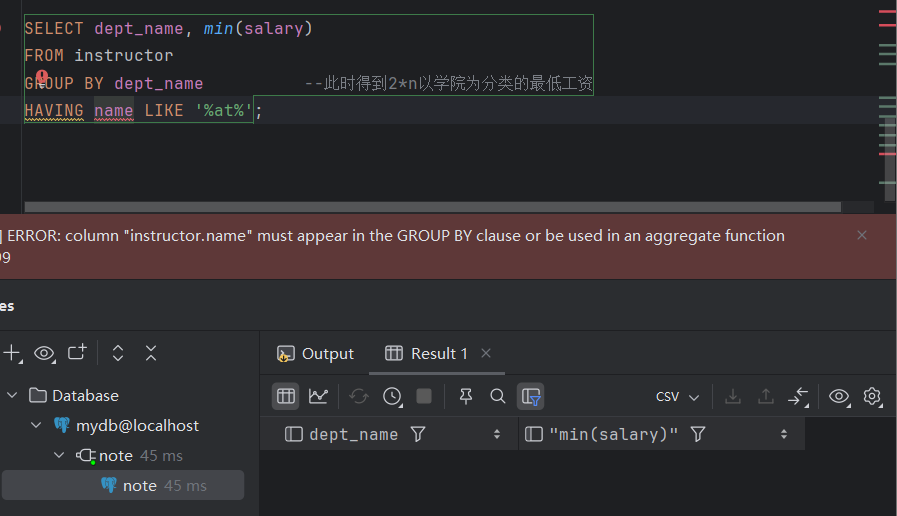 SELECT dept_name, min(salary)
FROM instructor
GROUP BY dept_name --此时得到2*n以学院为分类的最低工资
HAVING name LIKE '%at%';
] ERROR: column "instructor.name" must appear in the GROUP BY clause or be used in an aggregate function
99
es
Output Result 1
Database CSV
mydb@localhost
dept_name "min(salary)"
note 45 ms
note 45 ms